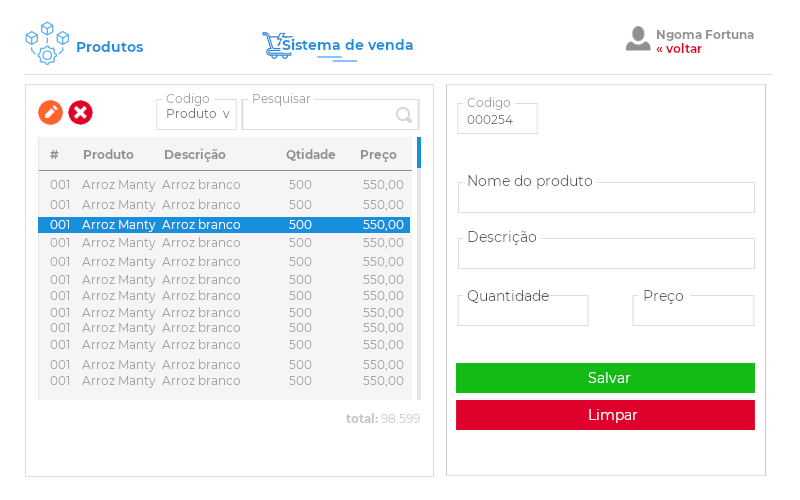 Produtos
Sistema de venda
Ngoma Fortuna
« voltar
Codigo
Produto v
Pesquisar
# Produto Descrição Qtidade Preço
001 Arroz Manty Arroz branco 500 550,00
001 Arroz Manty Arroz branco 500 550,00
001 Arroz Manty Arroz branco 500 550,00
001 Arroz Manty Arroz branco 500 550,00
001 Arroz Manty Arroz branco 500 550,00
001 Arroz Manty Arroz branco 500 550,00
001 Arroz Manty Arroz branco 500 550,00
001 Arroz Manty Arroz branco 500 550,00
001 Arroz Manty Arroz branco 500 550,00
001 Arroz Manty Arroz branco 500 550,00
001 Arroz Manty Arroz branco 500 550,00
001 Arroz Manty Arroz branco 500 550,00
total: 98.599
Codigo
000254
Nome do produto
Descrição
Quantidade
Preço
Salvar
Limpar